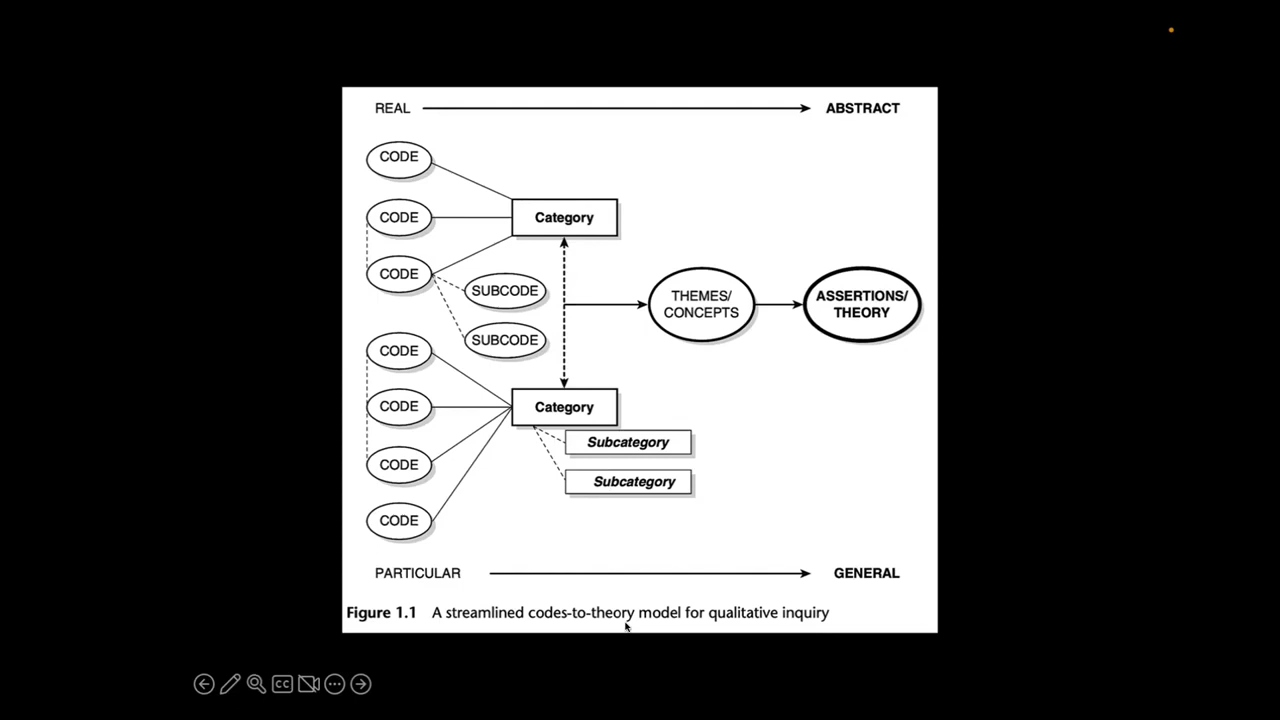 REAL ABSTRACT
CODE
CODE
Category
CODE
SUBCODE
THEMES/
CONCEPTS
ASSERTIONS/
THEORY
SUBCODE
CODE
CODE
Category
Subcategory
CODE
Subcategory
CODE
PARTICULAR GENERAL
Figure 1.1 A streamlined codes-to-theory model for qualitative inquiry
CC